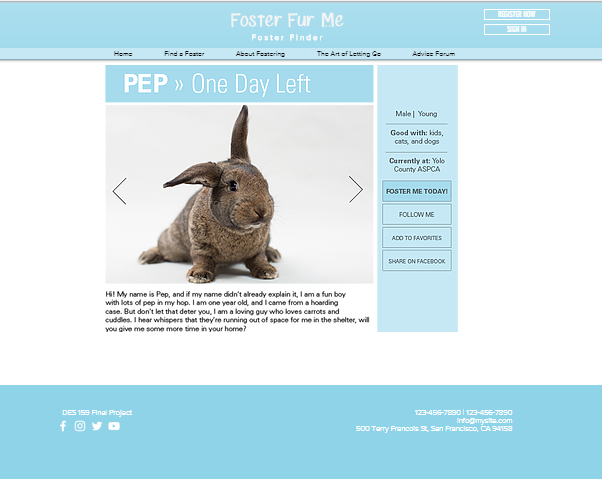 Foster Fur Me
Foster Finder
REGISTER NOW
SIGN IN
Home Find a Foster About Fostering The Art of Letting Go Advice Forum
PEP » One Day Left
Male | Young
Good with: kids,
cats, and dogs
Currently at: Yolo
County ASPCA
FOSTER ME TODAY!
FOLLOW ME
ADD TO FAVORITES
SHARE ON FACEBOOK
Hi! My name is Pep, and if my name didn't already explain it, I am a fun boy
with lots of pep in my hop. I am one year old, and I came from a hoarding
case. But don't let that deter you, I am a loving guy who loves carrots and
cuddles. I hear whispers that they're running out of space for me in the shelter, will
you give me some more time in your home?
DES 159 Final Project
123-456-7890 | 123-456-7890
info@mysite.com
500 Terry Francois St, San Francisco, CA 94158